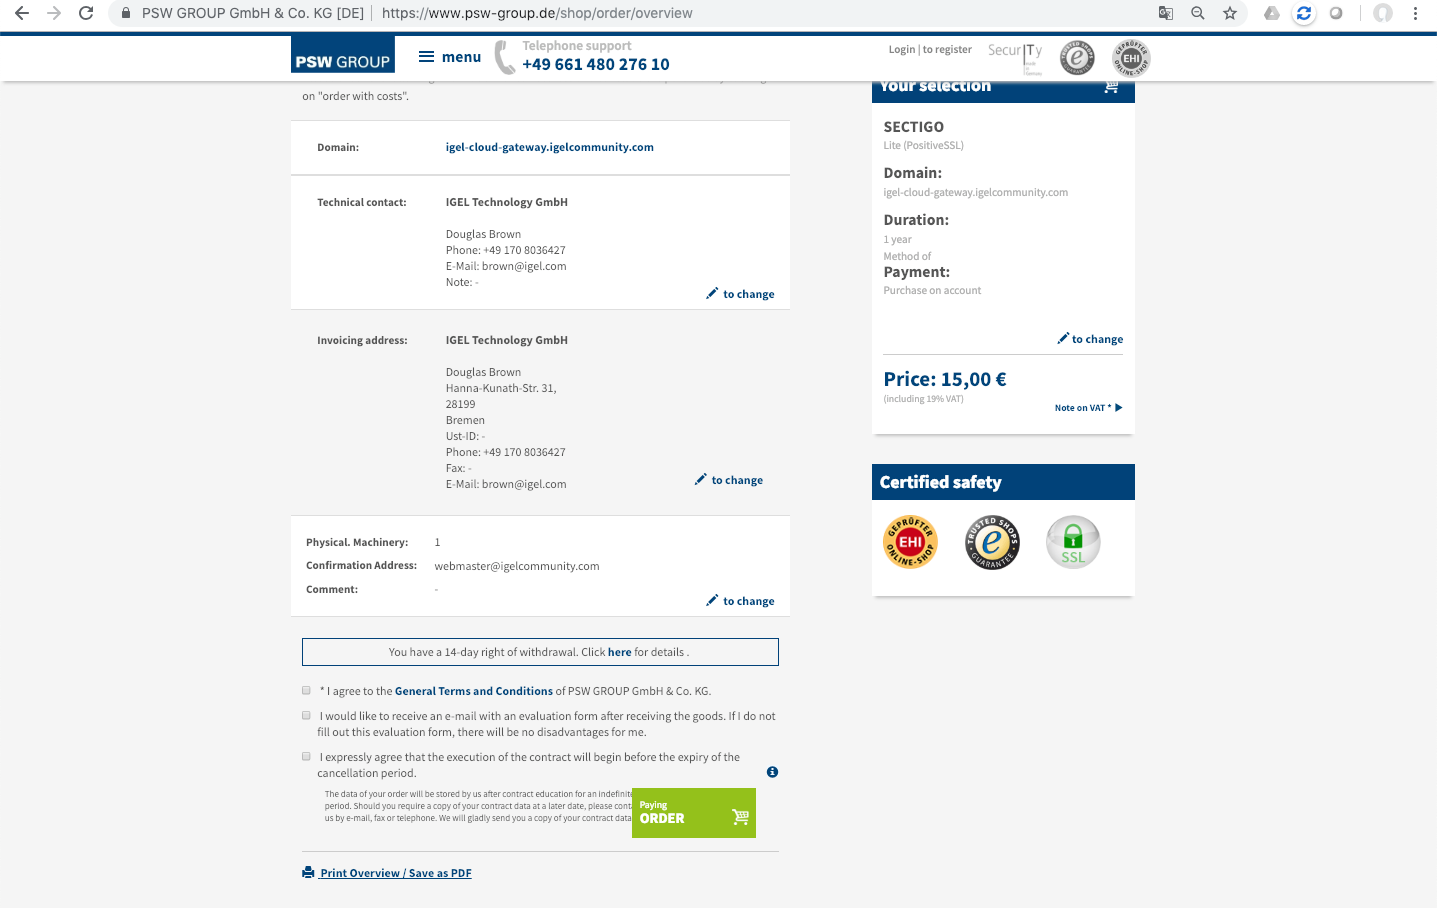 PSW GROUP GmbH & Co. KG [DE] | https://www.psw-group.de/shop/order/overview
PSW GROUP
menu
Telephone support
+49 661 480 276 10
Login | to register
SecurITy
TRUSTED SHOPS
GUARANTEE
GEPRÜFTER
EHI
ONLINE-SHOP
on "order with costs".
Domain:
igel-cloud-gateway.igelcommunity.com
Technical contact:
IGEL Technology GmbH
Douglas Brown
Phone: +49 170 8036427
E-Mail: brown@igel.com
Note: -
to change
Invoicing address:
IGEL Technology GmbH
Douglas Brown
Hanna-Kunath-Str. 31,
28199
Bremen
Ust-ID: -
Phone: +49 170 8036427
Fax: -
E-Mail: brown@igel.com
to change
Physical. Machinery: 1
Confirmation Address: webmaster@igelcommunity.com
Comment: -
to change
You have a 14-day right of withdrawal. Click here for details .
* I agree to the General Terms and Conditions of PSW GROUP GmbH & Co. KG.
I would like to receive an e-mail with an evaluation form after receiving the goods. If I do not
fill out this evaluation form, there will be no disadvantages for me.
I expressly agree that the execution of the contract will begin before the expiry of the
cancellation period.
The data of your order will be stored by us after contract education for an indefinite
period. Should you require a copy of your contract data at a later date, please
us by e-mail, fax or telephone. We will gladly send you a copy of your contract data
Paying
ORDER
Print Overview / Save as PDF
Your selection
SECTIGO
Lite (PositiveSSL)
Domain:
igel-cloud-gateway.igelcommunity.com
Duration:
1 year
Method of
Payment:
Purchase on account
to change
Price: 15,00 €
(including 19% VAT)
Note on VAT *
Certified safety
GEPRÜFTER
EHI
ONLINE-SHOP
TRUSTED SHOPS
GUARANTEE
SSL